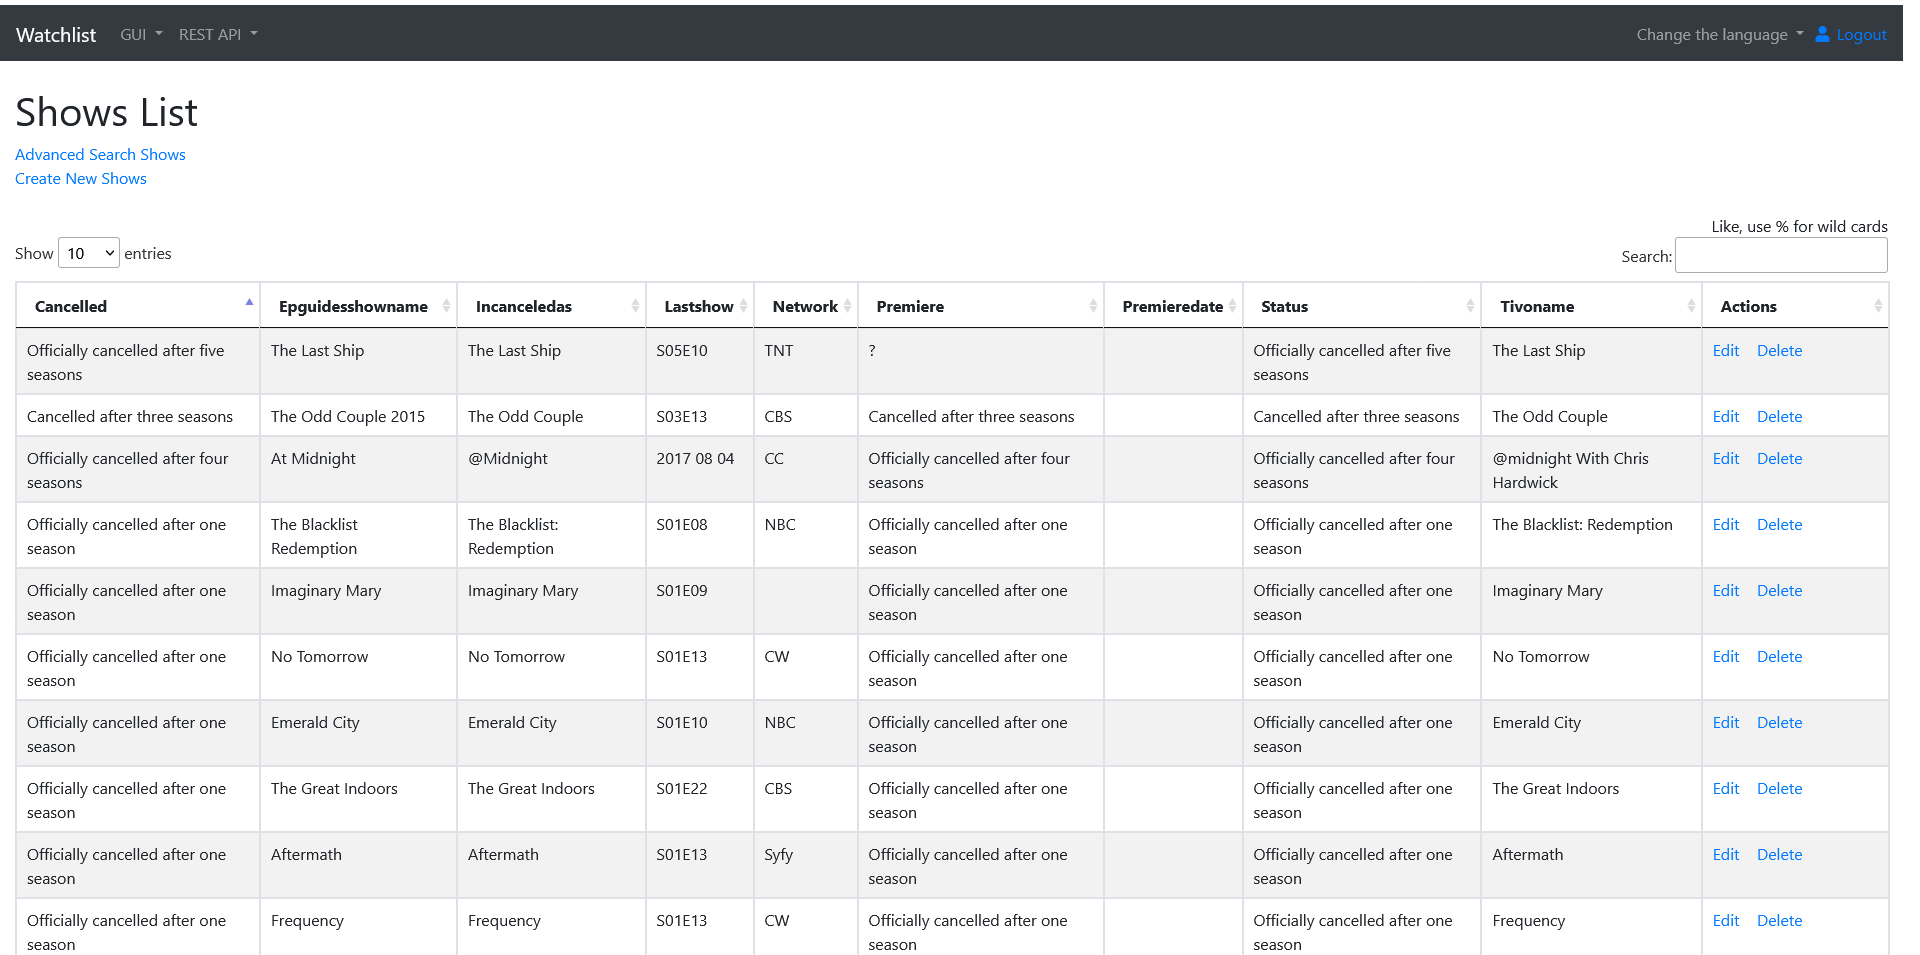 Watchlist GUI REST API Change the language Logout
Shows List
Advanced Search Shows
Create New Shows
Like, use % for wild cards
Show 10 entries Search:
Cancelled Epguidesshowname Incanceledas Lastshow Network Premiere Premieredate Status Tivoname Actions
Officially cancelled after five The Last Ship The Last Ship S05E10 TNT ? Officially cancelled after five The Last Ship Edit Delete
seasons seasons
Cancelled after three seasons The Odd Couple 2015 The Odd Couple S03E13 CBS Cancelled after three seasons Cancelled after three seasons The Odd Couple Edit Delete
Officially cancelled after four At Midnight @Midnight 2017 08 04 CC Officially cancelled after four Officially cancelled after four @midnight With Chris Edit Delete
seasons seasons seasons Hardwick
Officially cancelled after one The Blacklist The Blacklist: S01E08 NBC Officially cancelled after one Officially cancelled after one The Blacklist: Redemption Edit Delete
season Redemption Redemption season season
Officially cancelled after one Imaginary Mary Imaginary Mary S01E09 Officially cancelled after one Officially cancelled after one Imaginary Mary Edit Delete
season season season
Officially cancelled after one No Tomorrow No Tomorrow S01E13 CW Officially cancelled after one Officially cancelled after one No Tomorrow Edit Delete
season season season
Officially cancelled after one Emerald City Emerald City S01E10 NBC Officially cancelled after one Officially cancelled after one Emerald City Edit Delete
season season season
Officially cancelled after one The Great Indoors The Great Indoors S01E22 CBS Officially cancelled after one Officially cancelled after one The Great Indoors Edit Delete
season season season
Officially cancelled after one Aftermath Aftermath S01E13 Syfy Officially cancelled after one Officially cancelled after one Aftermath Edit Delete
season season season
Officially cancelled after one Frequency Frequency S01E13 CW Officially cancelled after one Officially cancelled after one Frequency Edit Delete
season season season